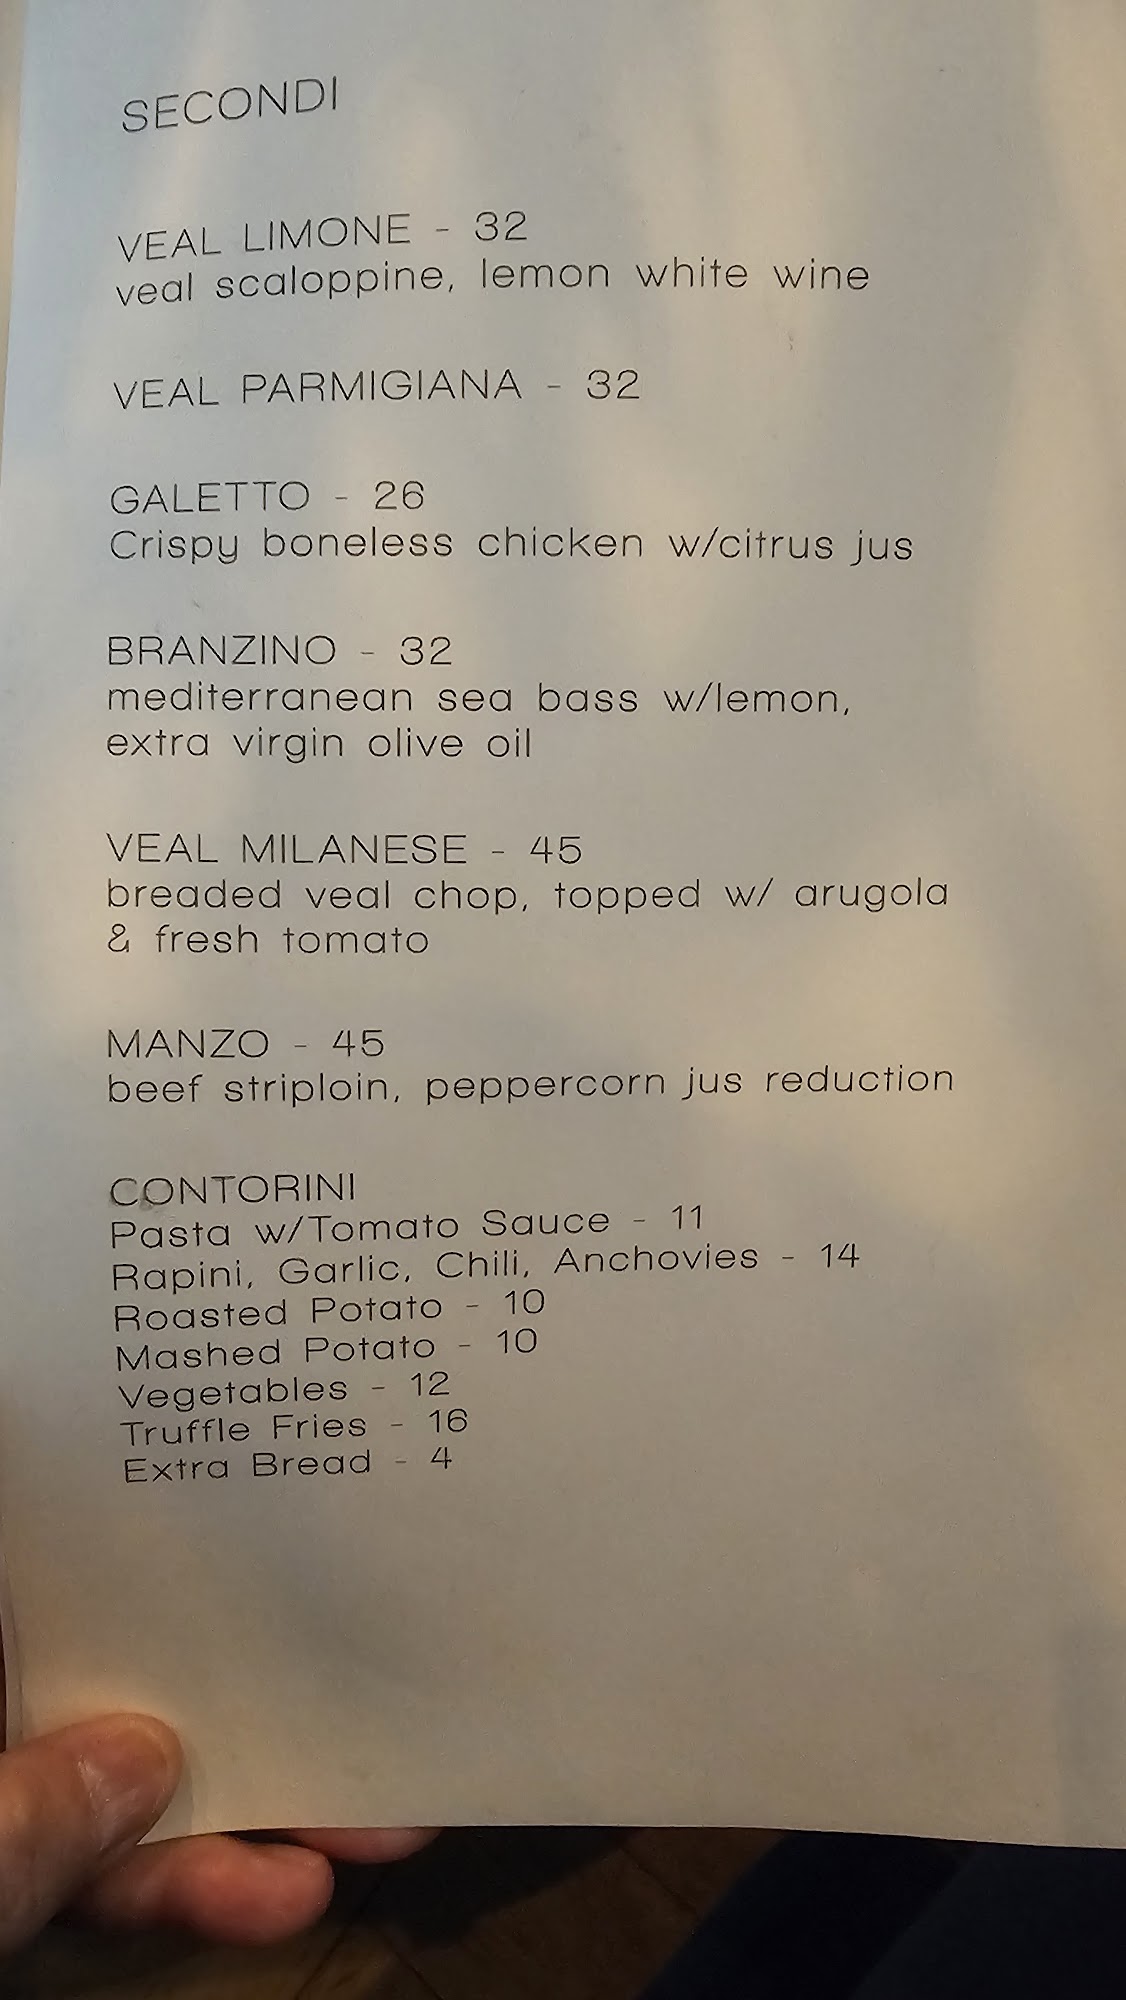 SECONDI
VEAL LIMONE - 32
veal scaloppine, lemon white wine
VEAL PARMIGIANA - 32
GALETTO - 26
Crispy boneless chicken w/citrus jus
BRANZINO - 32
mediterranean sea bass w/lemon,
extra virgin olive oil
VEAL MILANESE - 45
breaded veal chop, topped w/ arugola
& fresh tomato
MANZO - 45
beef striploin, peppercorn jus reduction
CONTORINI
Pasta w/Tomato Sauce - 11
Rapini, Garlic, Chili, Anchovies - 14
Roasted Potato - 10
Mashed Potato - 10
Vegetables - 12
Truffle Fries - 16
Extra Bread - 4